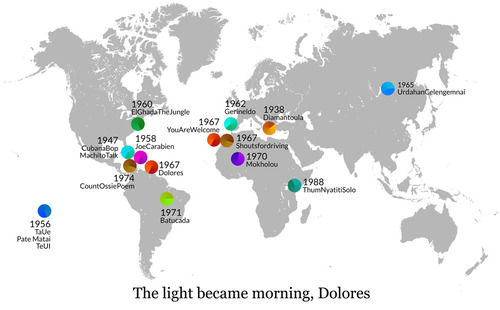 1965
UrdahanGelengemnai
1960
ElGhadaTheJungle
1962
Gerineldo
1938
Diamantoula
1967
YouAreWelcome
1967
Shoutsfordriving
1947
CubanaBop
MachitoTalk
1958
JoeCarabien
1970
Mokholou
1967
Dolores
1974
CountOssiePoem
1988
ThumNyatitiSolo
1971
Batucada
1956
TaUe
Pate Matai
TeUI
The light became morning, Dolores